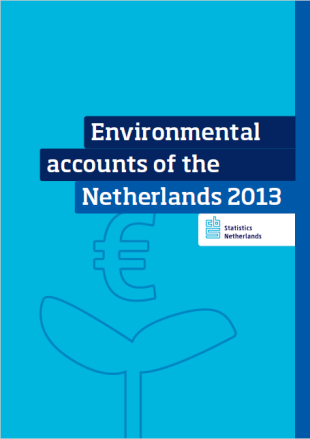 Environmental
accounts of the
Netherlands 2013
Statistics
Netherlands
€